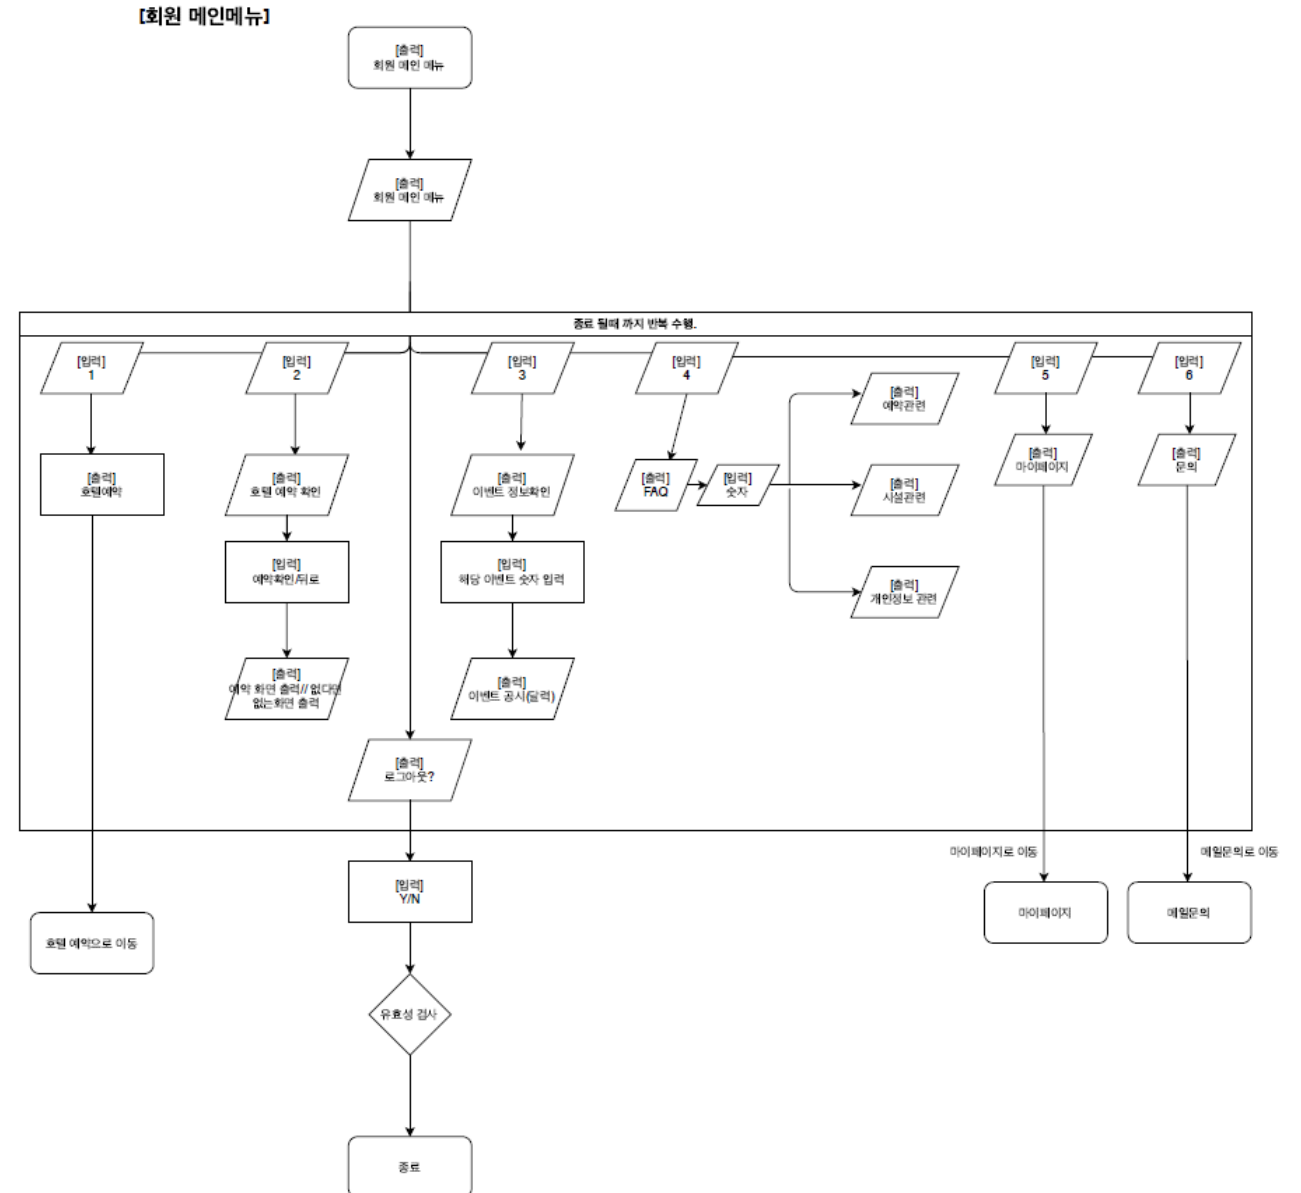 [회원 메인메뉴]
[출력]
회원 메인 메뉴
[출력]
회원 메인 메뉴
종료 될때 까지 반복 수행.
[입력]
1
[입력]
2
[입력]
3
[입력]
4
[입력]
5
[입력]
6
[출력]
예약관련
[출력]
호텔예약
[출력]
호텔 예약 확인
[출력]
이벤트 정보확인
[출력]
FAQ
[입력]
숫자
[출력]
시설관련
[출력]
마이페이지
[출력]
문의
[입력]
예약확인/뒤로
[입력]
해당 이벤트 숫자 입력
[출력]
개인정보 관련
[출력]
예약 화면 출력// 없다면
없는화면 출력
[출력]
이벤트 공시(달력)
[출력]
로그아웃?
마이페이지로 이동
메일문의로 이동
[입력]
Y/N
마이페이지
메일문의
호텔 예약으로 이동
유효성 검사
종료